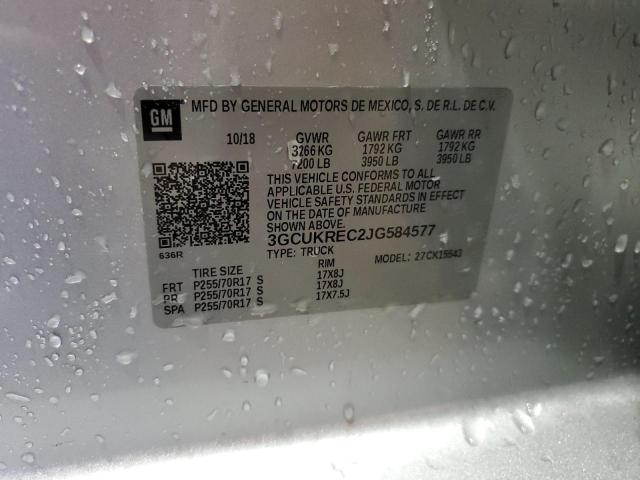 GM
MFD BY GENERAL MOTORS DE MEXICO, S. DE R.L. DE C.V.
10/18 GVWR GAWR FRT GAWR RR
3266 KG 1792 KG 1792 KG
7200 LB 3950 LB 3950 LB
THIS VEHICLE CONFORMS TO ALL
APPLICABLE U.S. FEDERAL MOTOR
VEHICLE SAFETY STANDARDS IN EFFECT
ON THE DATE OF MANUFACTURE
SHOWN ABOVE.
3GCUKREC2JG584577
636R TYPE: TRUCK MODEL: 27CK15543
TIRE SIZE RIM
FRT P255/70R17 S 17X8J
RR P255/70R17 S 17X8J
SPA P255/70R17 S 17X7.5J